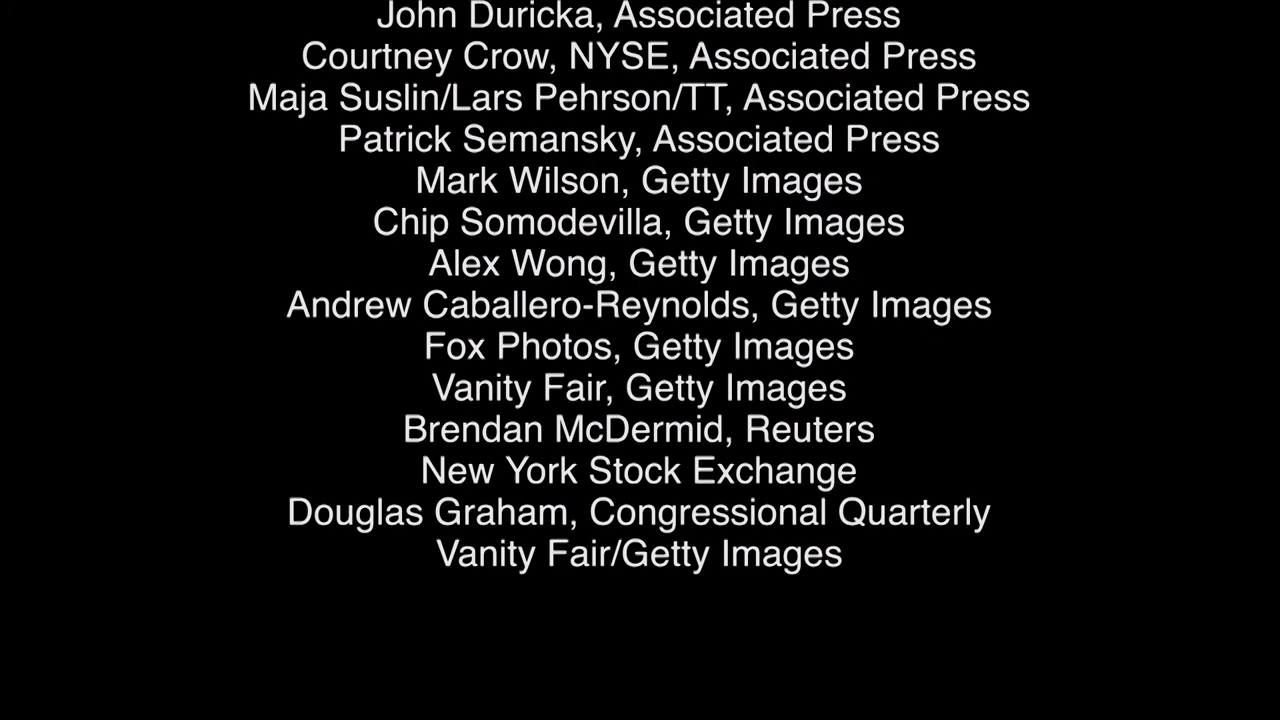 John Duricka, Associated Press
Courtney Crow, NYSE, Associated Press
Maja Suslin/Lars Pehrson/TT, Associated Press
Patrick Semansky, Associated Press
Mark Wilson, Getty Images
Chip Somodevilla, Getty Images
Alex Wong, Getty Images
Andrew Caballero-Reynolds, Getty Images
Fox Photos, Getty Images
Vanity Fair, Getty Images
Brendan McDermid, Reuters
New York Stock Exchange
Douglas Graham, Congressional Quarterly
Vanity Fair/Getty Images